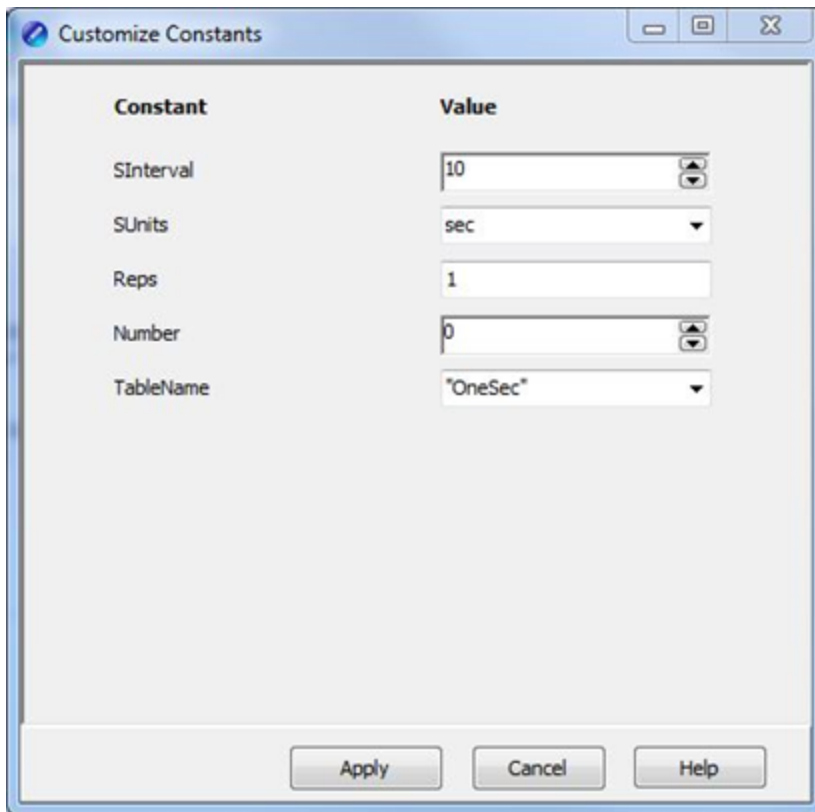 Customize Constants
Constant Value
SInterval 10
SUnits sec
Reps 1
Number 0
TableName "OneSec"
Apply Cancel Help